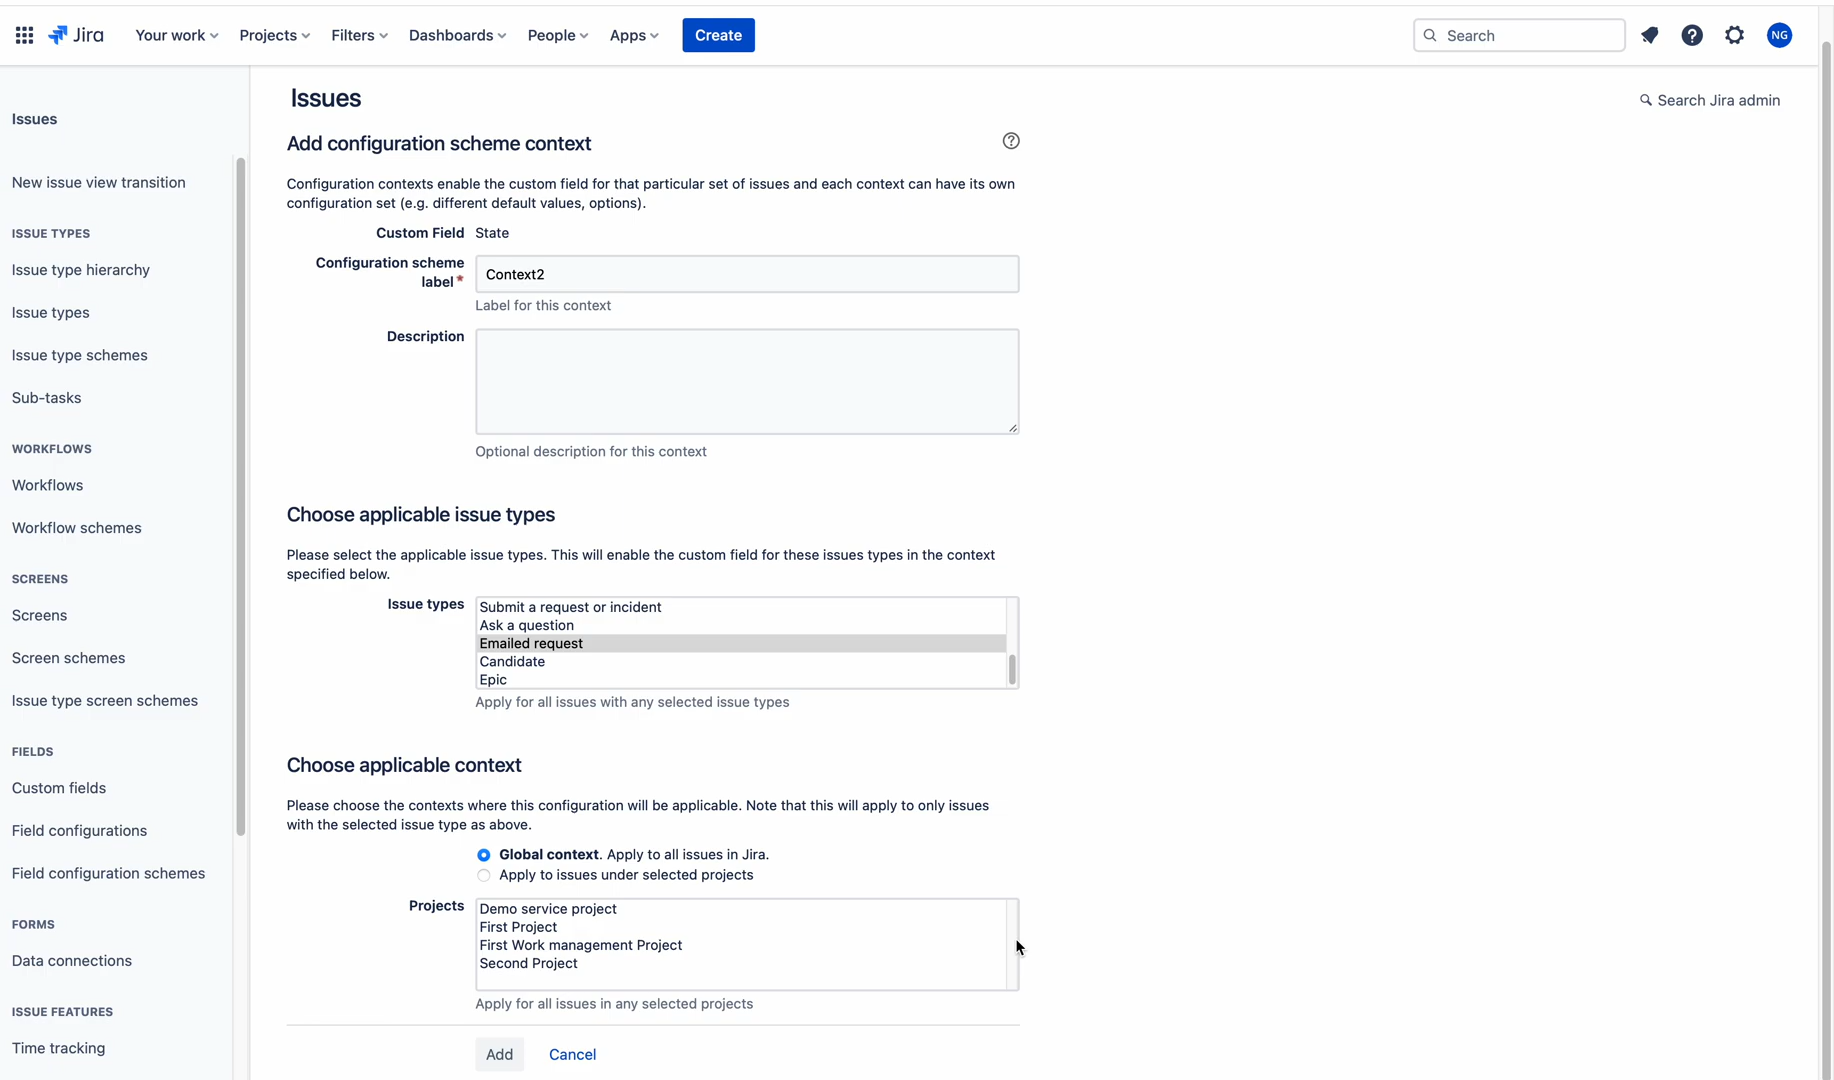 Jira
Your work
Projects
Filters
Dashboards
People
Apps
Create
Search
NG
Issues
New issue view transition
ISSUE TYPES
Issue type hierarchy
Issue types
Issue type schemes
Sub-tasks
WORKFLOWS
Workflows
Workflow schemes
SCREENS
Screens
Screen schemes
Issue type screen schemes
FIELDS
Custom fields
Field configurations
Field configuration schemes
FORMS
Data connections
ISSUE FEATURES
Time tracking
Issues
Search Jira admin
Add configuration scheme context
Configuration contexts enable the custom field for that particular set of issues and each context can have its own
configuration set (e.g. different default values, options).
Custom Field State
Configuration scheme
label*
Context2
Label for this context
Description
Optional description for this context
Choose applicable issue types
Please select the applicable issue types. This will enable the custom field for these issues types in the context
specified below.
Issue types
Submit a request or incident
Ask a question
Emailed request
Candidate
Epic
Apply for all issues with any selected issue types
Choose applicable context
Please choose the contexts where this configuration will be applicable. Note that this will apply to only issues
with the selected issue type as above.
Global context. Apply to all issues in Jira.
Apply to issues under selected projects
Projects
Demo service project
First Project
First Work management Project
Second Project
Apply for all issues in any selected projects
Add
Cancel